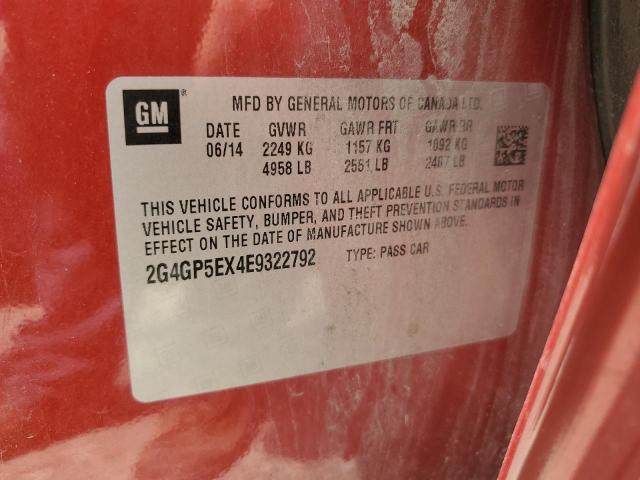 GM ®
MFD BY GENERAL MOTORS OF CANADA LTD.
DATE GVWR GAWR FRT GAWR RR
06/14 2249 KG 1157 KG 1092 KG
4958 LB 2551 LB 2407 LB
THIS VEHICLE CONFORMS TO ALL APPLICABLE U.S. FEDERAL MOTOR
VEHICLE SAFETY, BUMPER, AND THEFT PREVENTION STANDARDS IN
EFFECT ON THE DATE OF MANUFACTURE SHOWN ABOVE.
2G4GP5EX4E9322792 TYPE: PASS CAR